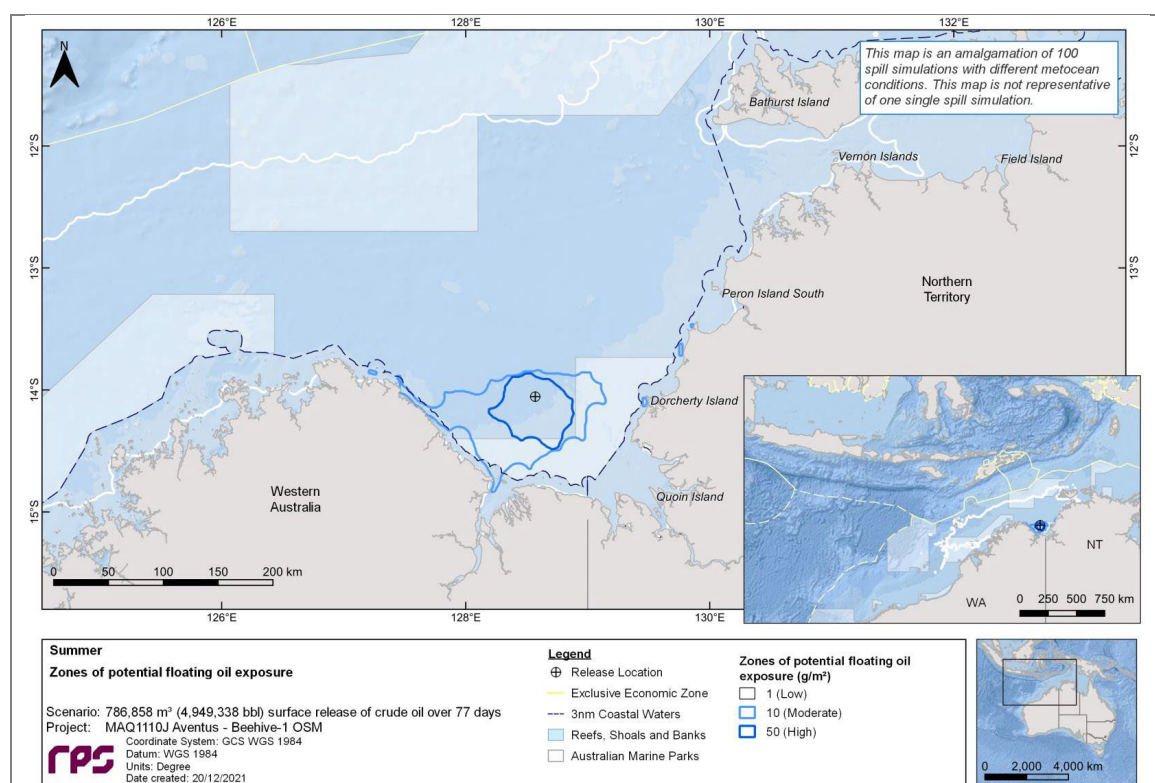 126°E
128°E
130°E
132°E
N
This map is an amalgamation of 100
spill simulations with different metocean
conditions. This map is not representative
of one single spill simulation.
Bathurst Island
12°S
12°S
Vernon Islands
Field Island
13°S
13°S
Northern
Territory
Peron Island South
14°S
Dorcherty Island
Western
Australia
Quoin Island
15°S
0 50 100 150 200 km
126°E
128°E
130°E
NT
WA
0 250 500 750 km
Summer
Zones of potential floating oil exposure
Scenario: 786,858 m³ (4,949,338 bbl) surface release of crude oil over 77 days
Project: MAQ1110J Aventus - Beehive-1 OSM
rps
Coordinate System: GCS WGS 1984
Datum: WGS 1984
Units: Degree
Date created: 20/12/2021
Legend
Release Location
Exclusive Economic Zone
3nm Coastal Waters
Reefs, Shoals and Banks
Australian Marine Parks
Zones of potential floating oil
exposure (g/m²)
1 (Low)
10 (Moderate)
50 (High)
0 2,000 4,000 km